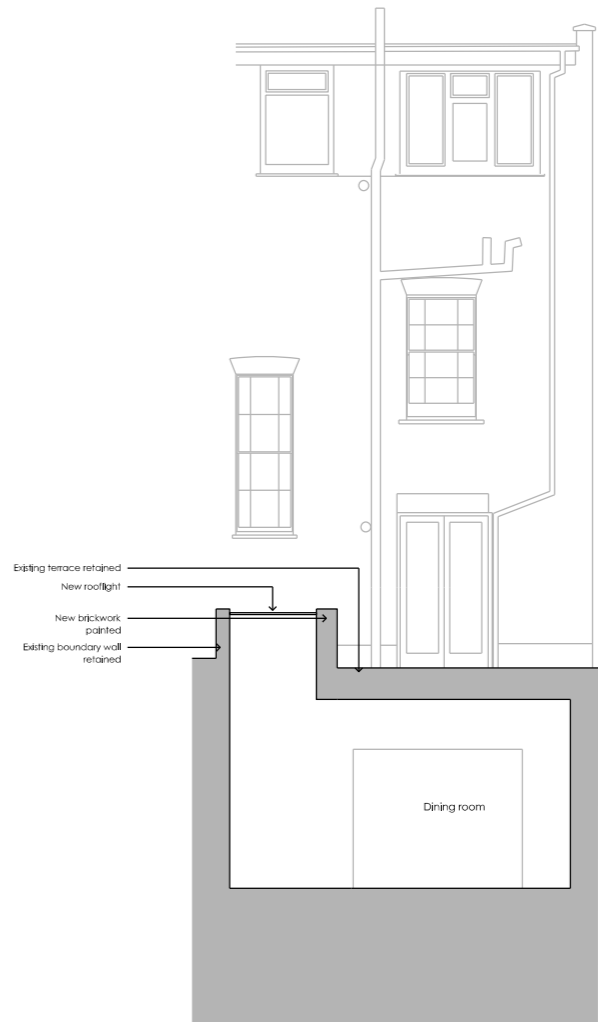 Existing terrace retained
New rooflight
New brickwork
painted
Existing boundary wall
retained
Dining room